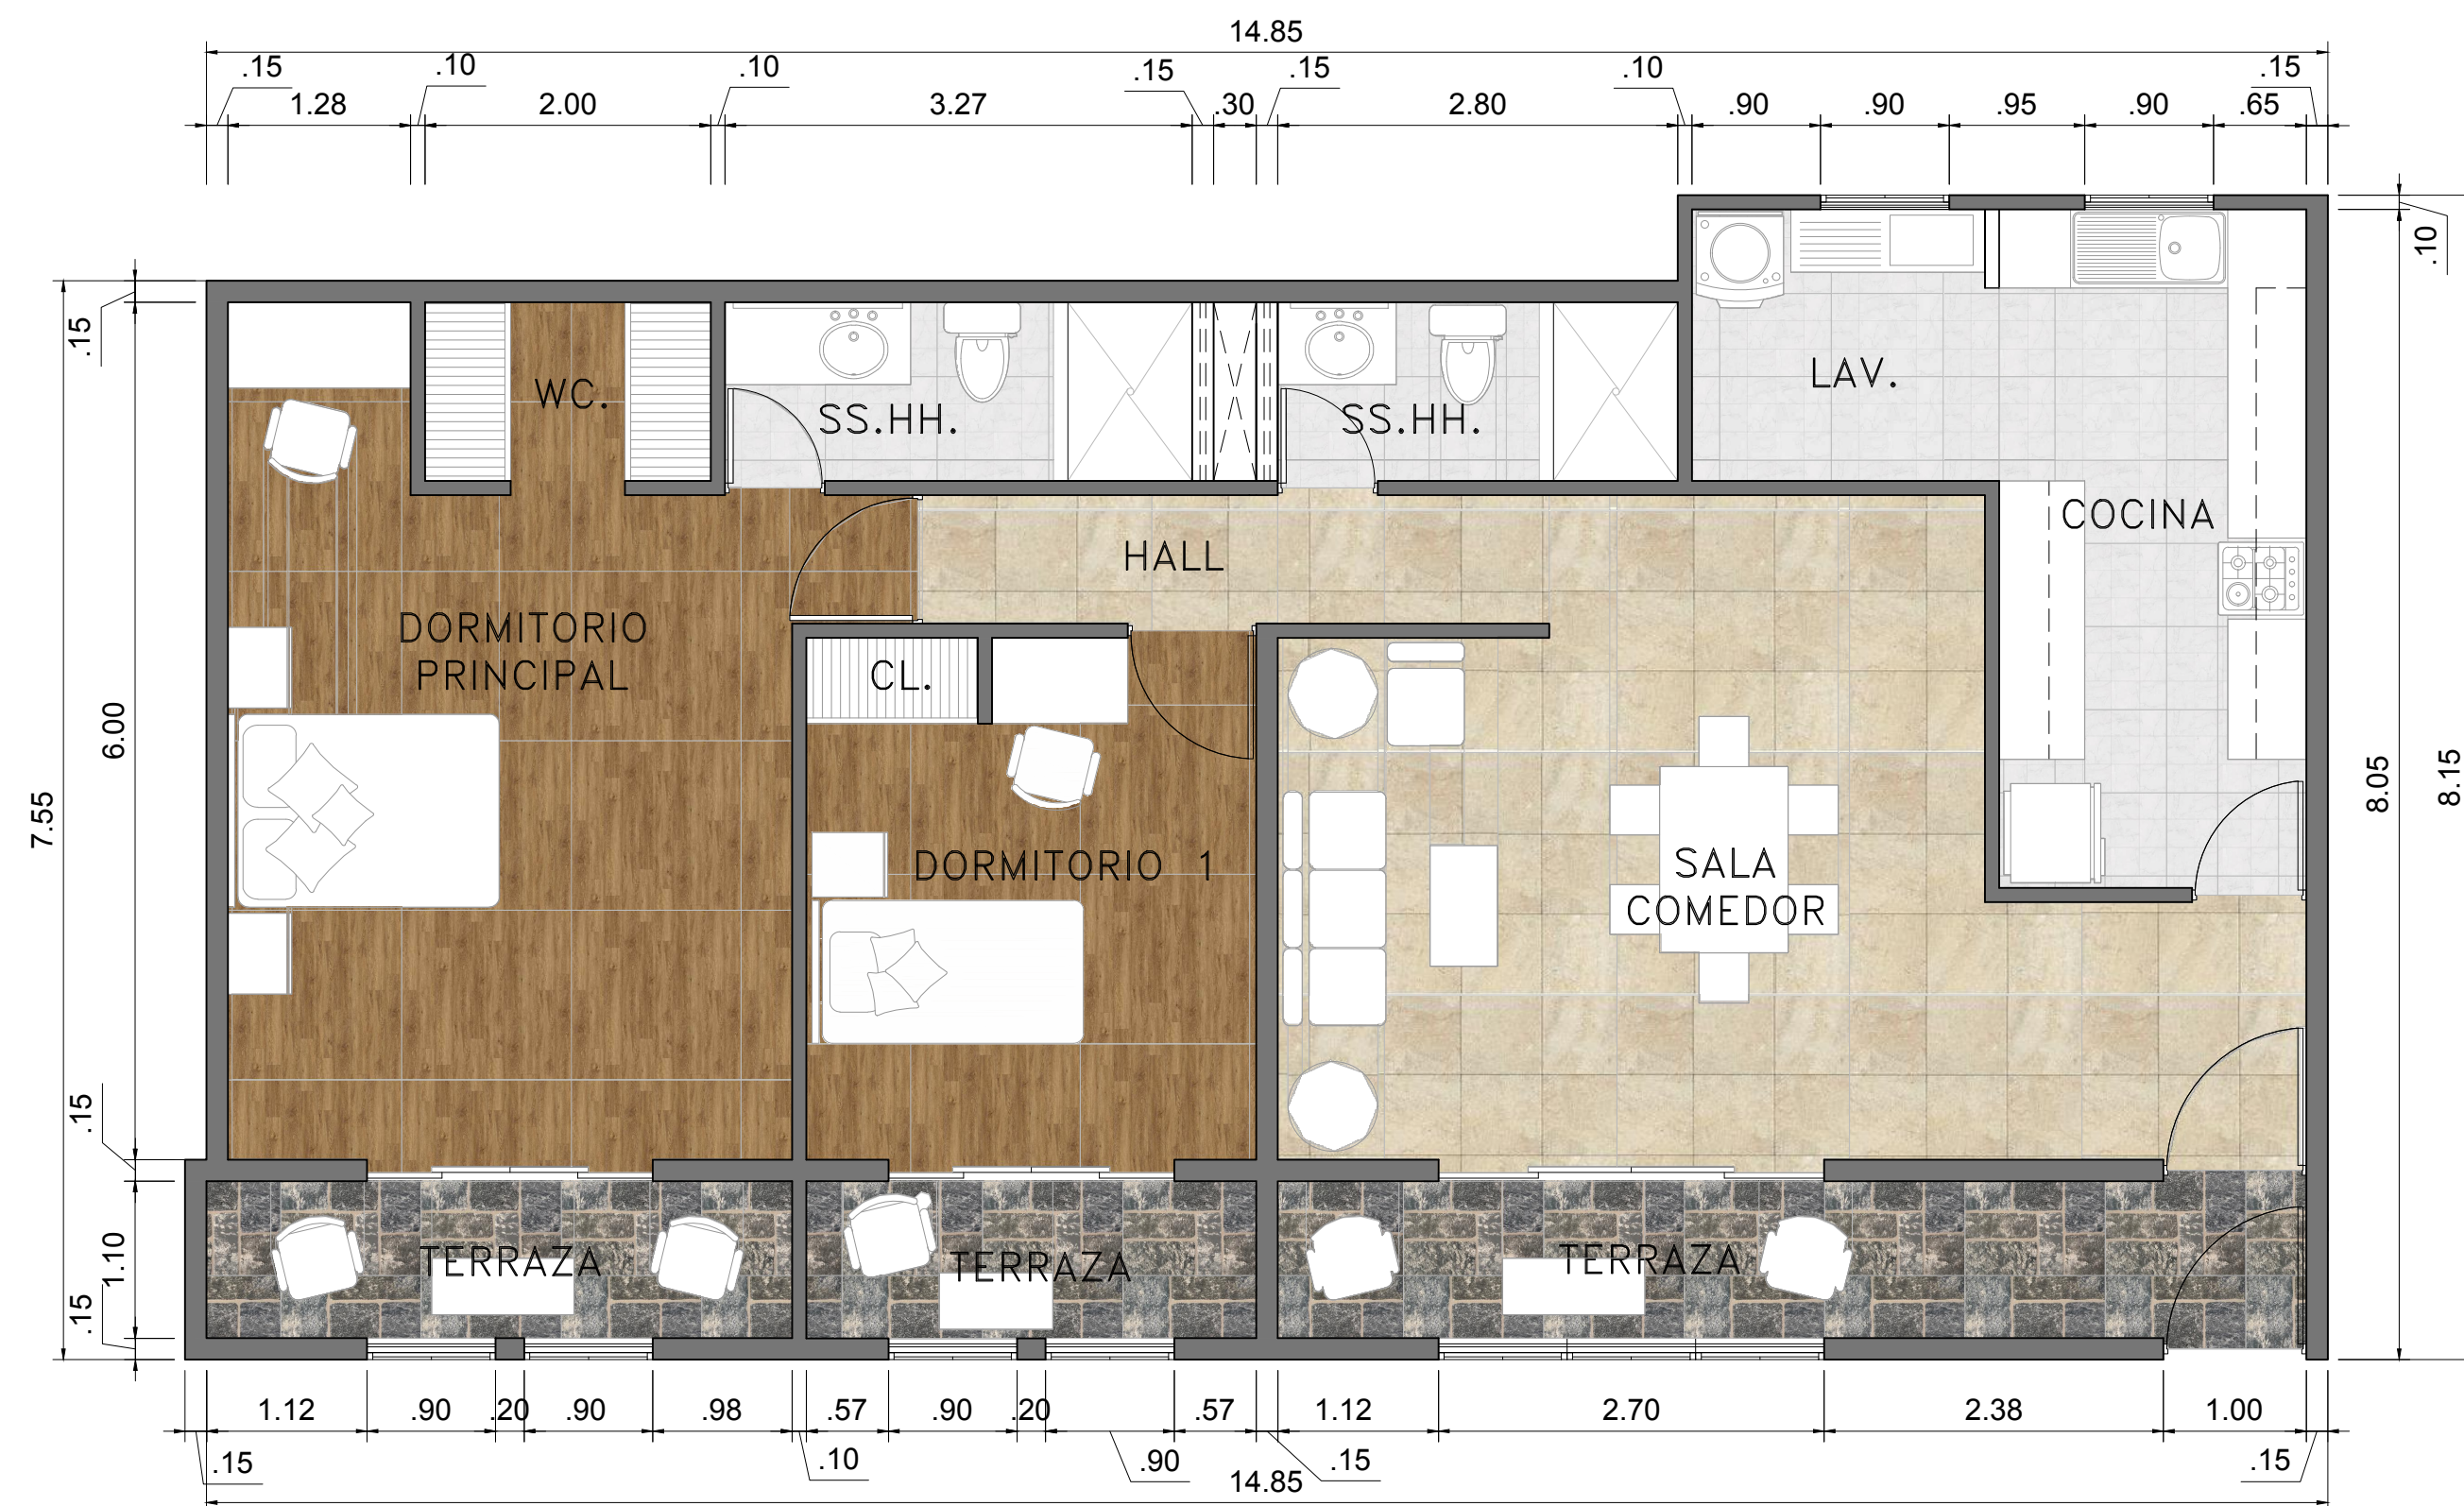 14.85
.15 .10 .10 .15 .15 .10 .15
1.28 2.00 3.27 .30 2.80 .90 .90 .95 .90 .65
.10
.15
LAV.
WC.
SS.HH.
SS.HH.
COCINA
HALL
DORMITORIO
PRINCIPAL
CL.
6.00
7.55
8.05
8.15
DORMITORIO 1
SALA
COMEDOR
.15
1.10
.15
TERRAZA
TERRAZA
TERRAZA
1.12 .90 .20 .90 .98 .57 .90 .20 .57 1.12 2.70 2.38 1.00
.15 .10 .90 .15 .15
14.85